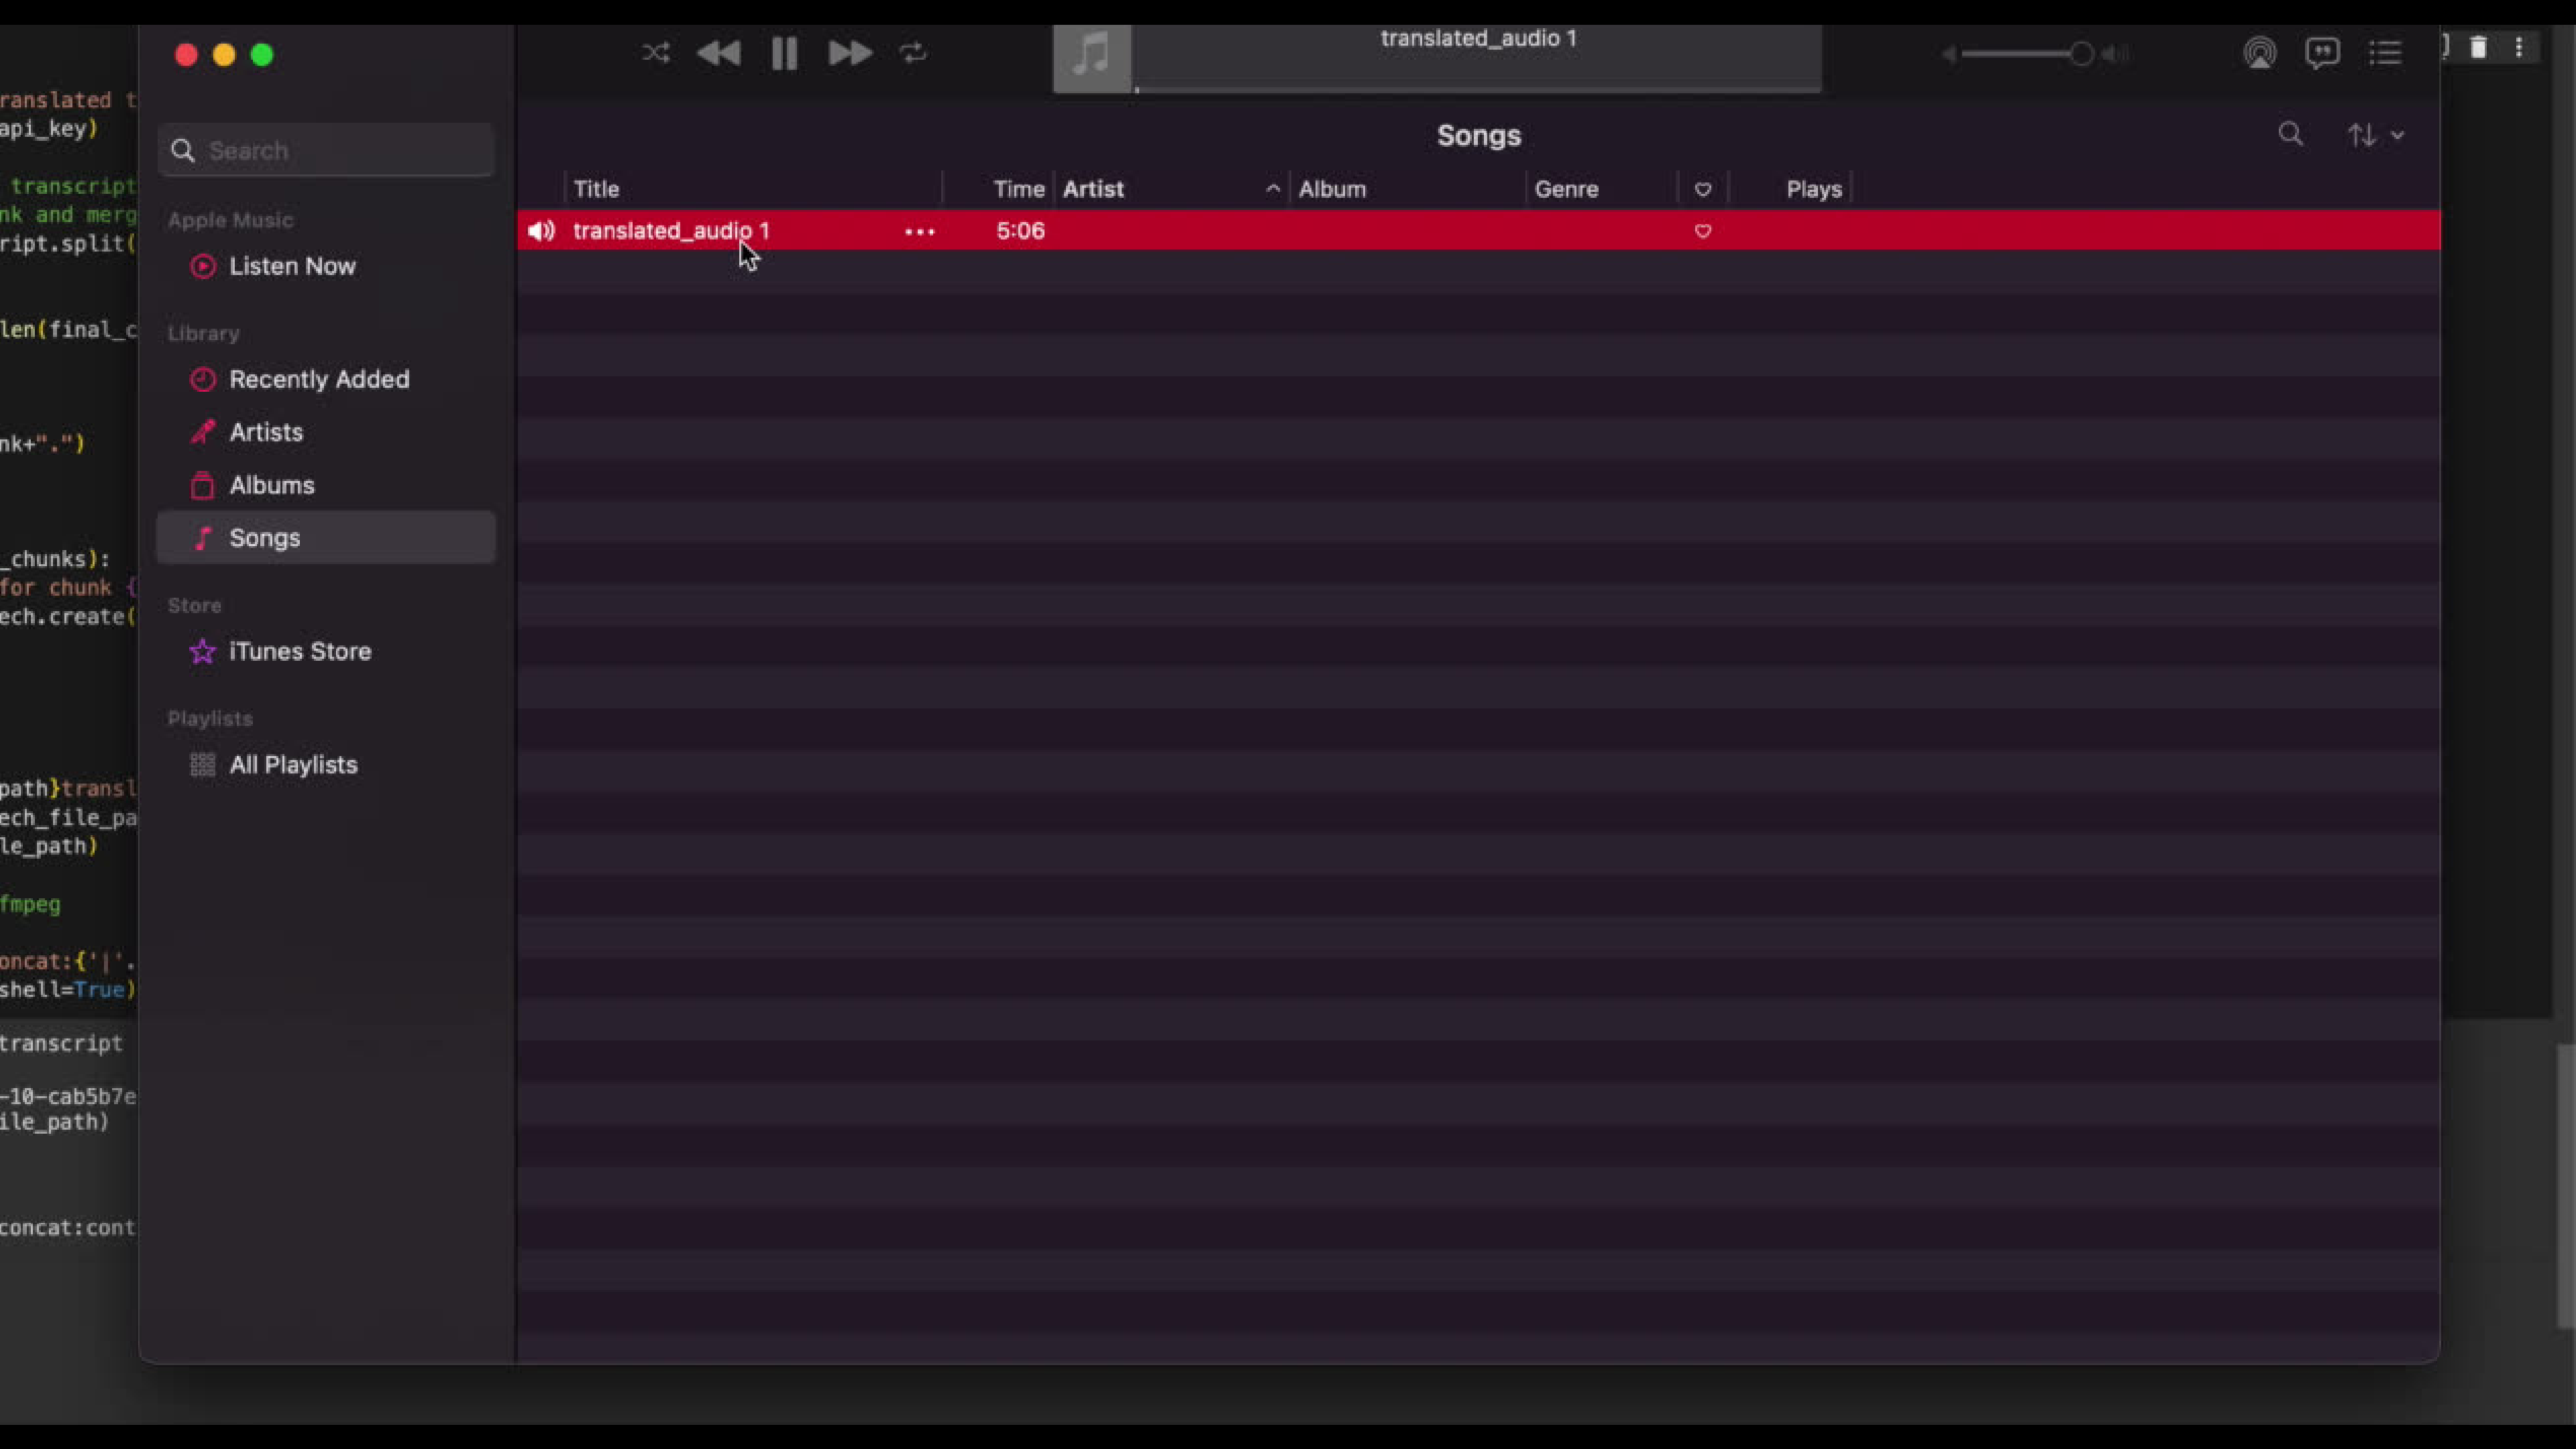 translated_audio 1
Songs
Search
Apple Music
Listen Now
Library
Recently Added
Artists
Albums
Songs
Store
iTunes Store
Playlists
All Playlists
Title Time Artist Album Genre Plays
translated_audio 1 ... 5:06
ranslated t
api_key)
transcript
nk and merg
ript.split(
len(final_c
nk+".")
_chunks):
for chunk {
ech.create(
path}transl
ech_file_pa
le_path)
fmpeg
oncat:{'|'.
shell=True)
transcript
-10-cab5b7e
ile_path)
concat:cont